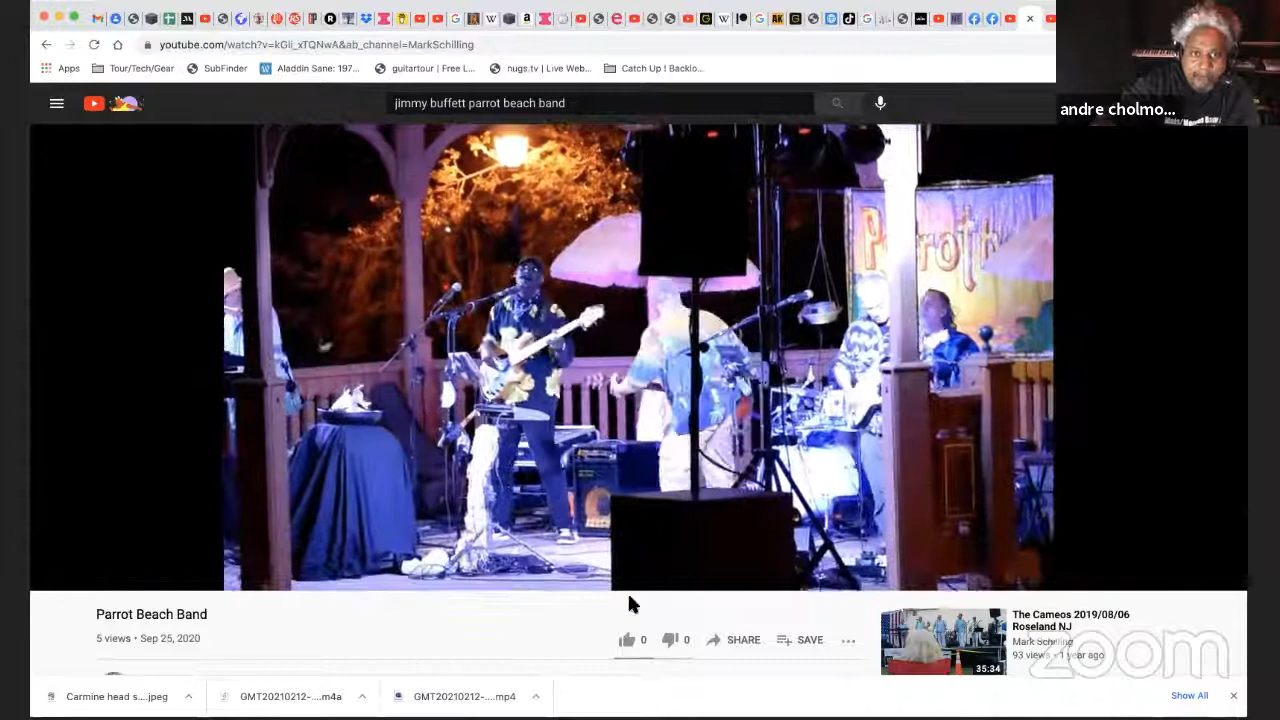 youtube.com/watch?v=kGli_xTQNwA&ab_channel=MarkSchilling
Apps
Tour/Tech/Gear
SubFinder
Aladdin Sane: 197...
guitartour | Free L...
nugs.tv | Live Web...
Catch Up ! Backlo...
andre cholmo...
jimmy buffett parrot beach band
Parrot
Parrot Beach Band
5 views • Sep 25, 2020
0
0
SHARE
SAVE
The Cameos 2019/08/06
Roseland NJ
Mark Schilling
93 views • 1 year ago
35:34
zoom
Carmine head s....jpeg
GMT20210212-....m4a
GMT20210212-....mp4
Show All